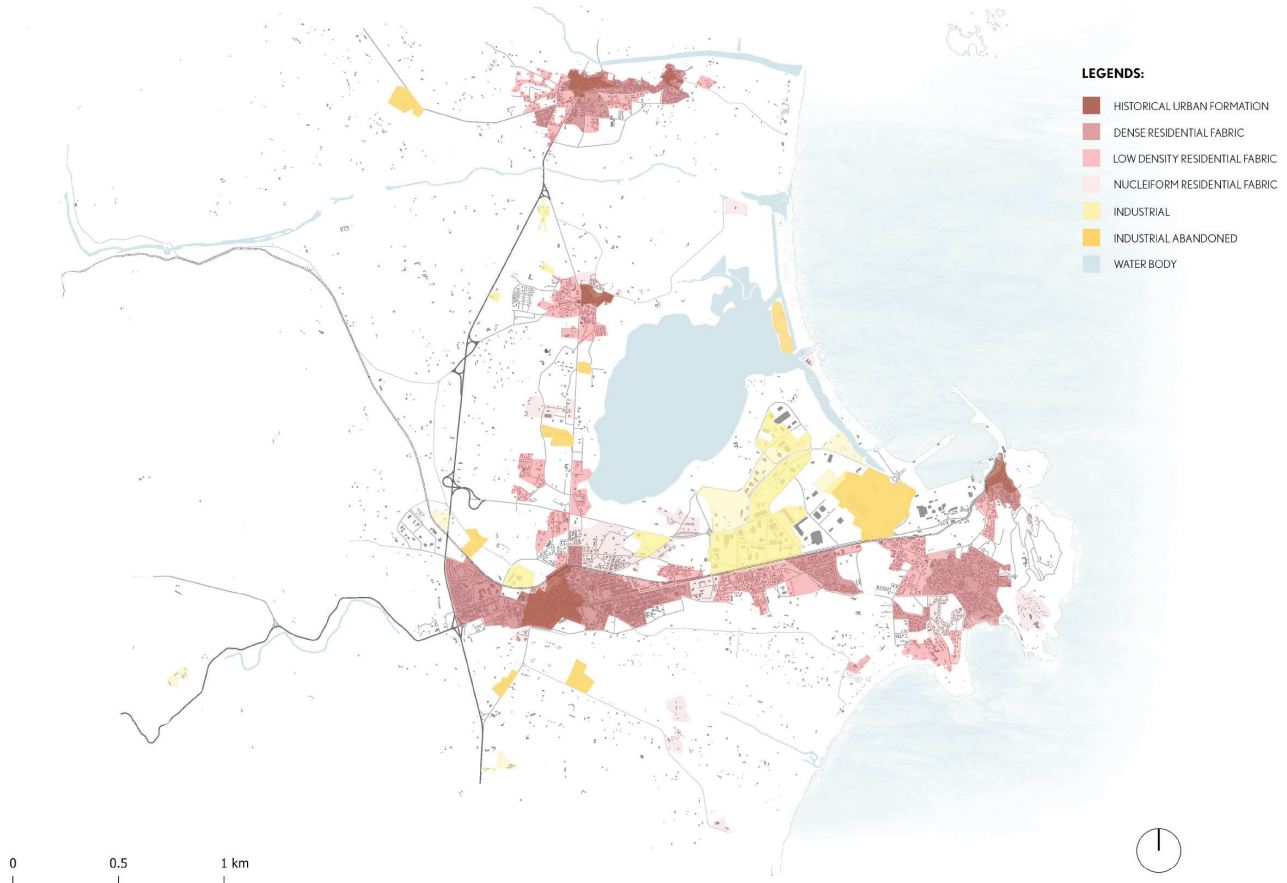 LEGENDS:
HISTORICAL URBAN FORMATION
DENSE RESIDENTIAL FABRIC
LOW DENSITY RESIDENTIAL FABRIC
NUCLEIFORM RESIDENTIAL FABRIC
INDUSTRIAL
INDUSTRIAL ABANDONED
WATER BODY
0 0.5 1 km